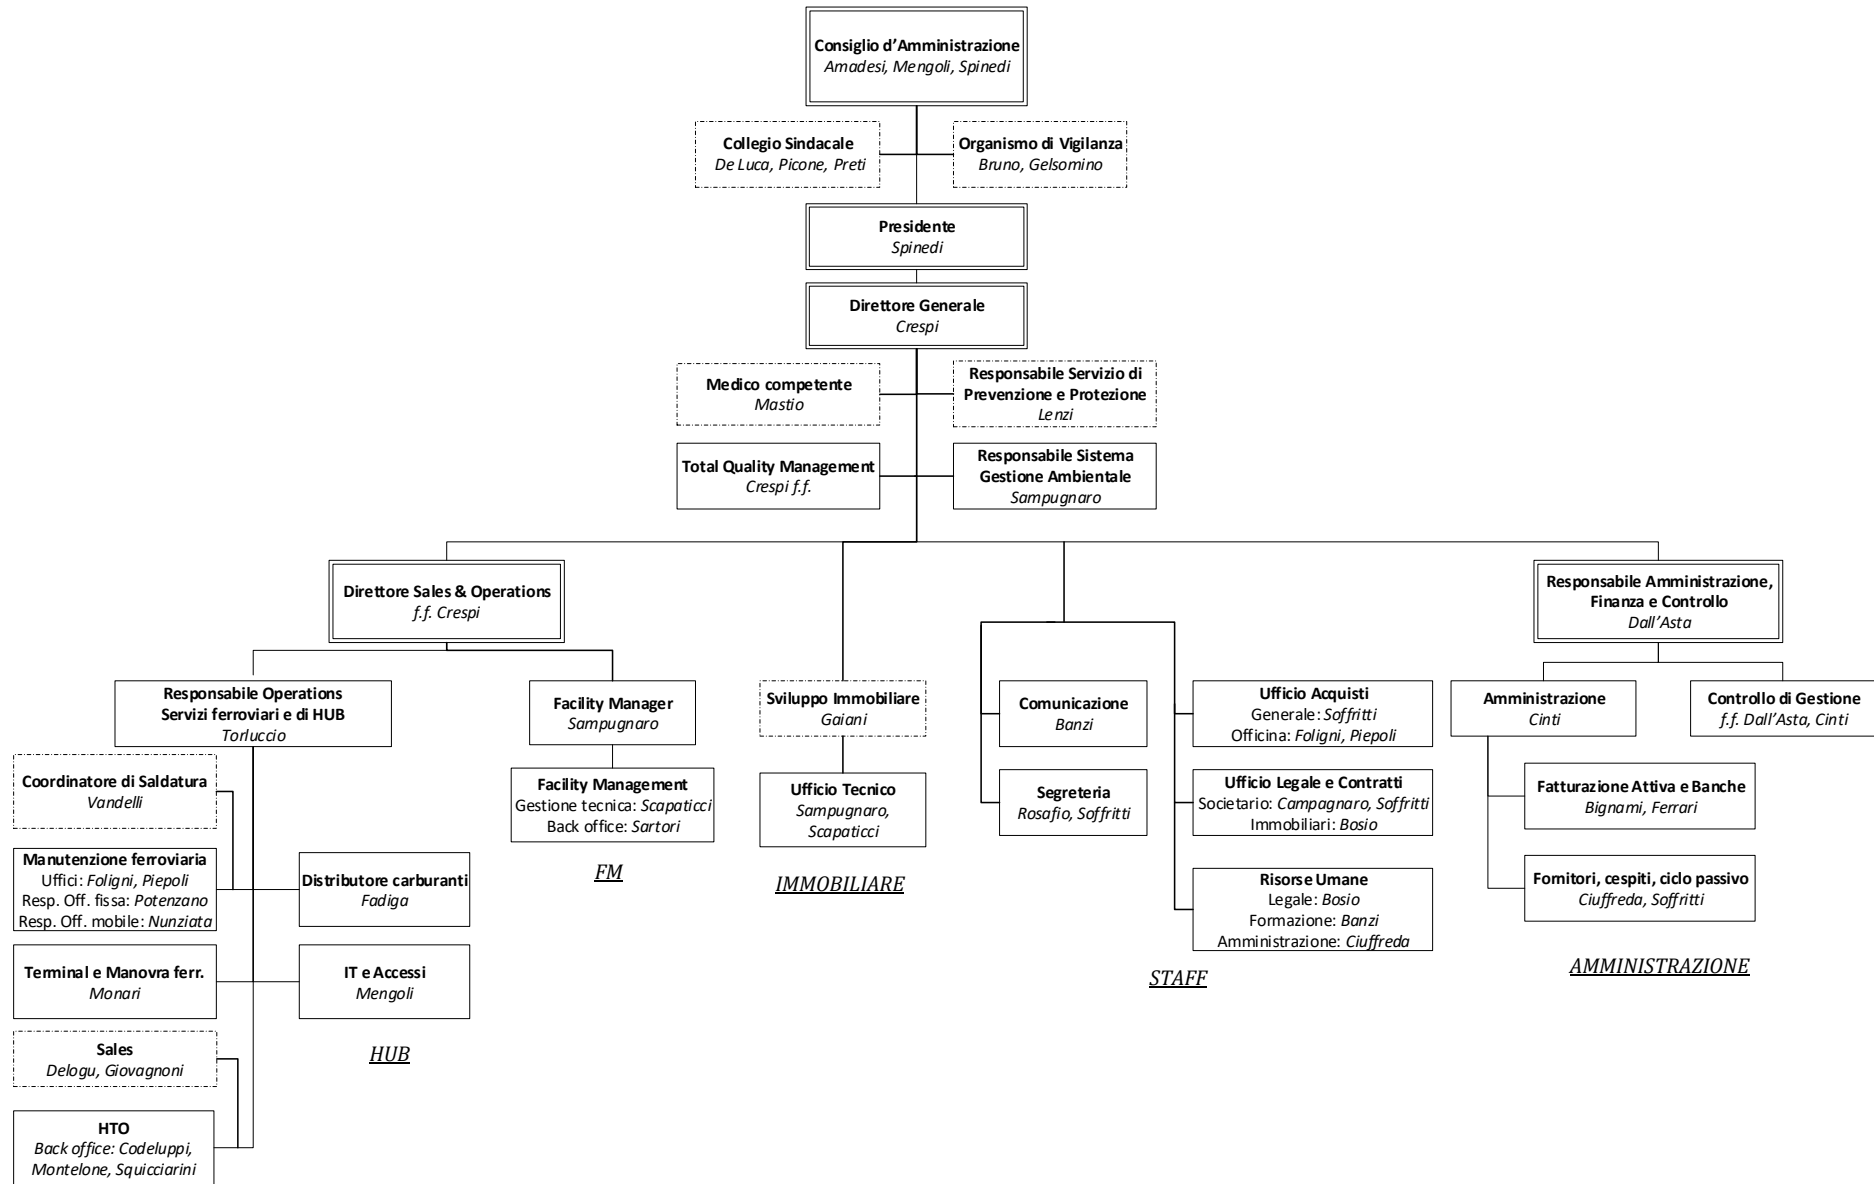 Consiglio d’Amministrazione
Amadesi, Mengoli, Spinedi
Collegio Sindacale
De Luca, Picone, Preti
Organismo di Vigilanza
Bruno, Gelsomino
Presidente
Spinedi
Direttore Generale
Crespi
Medico competente
Mastio
Responsabile Servizio di
Prevenzione e Protezione
Lenzi
Total Quality Management
Crespi f.f.
Responsabile Sistema
Gestione Ambientale
Sampugnaro
Direttore Sales & Operations
f.f. Crespi
Responsabile Operations
Servizi ferroviari e di HUB
Torluccio
Coordinatore di Saldatura
Vandelli
Manutenzione ferroviaria
Uffici: Foligni, Piepoli
Resp. Off. fissa: Potenzano
Resp. Off. mobile: Nunziata
Distributore carburanti
Fadiga
Terminal e Manovra ferr.
Monari
IT e Accessi
Mengoli
Sales
Delogu, Giovagnoni
HTO
Back office: Codeluppi,
Montelone, Squicciarini
HUB
Facility Manager
Sampugnaro
Facility Management
Gestione tecnica: Scapaticci
Back office: Sartori
FM
Sviluppo Immobiliare
Gaiani
Ufficio Tecnico
Sampugnaro,
Scapaticci
IMMOBILIARE
Comunicazione
Banzi
Segreteria
Rosafio, Soffritti
Ufficio Acquisti
Generale: Soffritti
Officina: Foligni, Piepoli
Ufficio Legale e Contratti
Societario: Campagnaro, Soffritti
Immobiliari: Bosio
Risorse Umane
Legale: Bosio
Formazione: Banzi
Amministrazione: Ciuffreda
STAFF
Responsabile Amministrazione,
Finanza e Controllo
Dall’Asta
Amministrazione
Cinti
Controllo di Gestione
f.f. Dall’Asta, Cinti
Fatturazione Attiva e Banche
Bignami, Ferrari
Fornitori, cespiti, ciclo passivo
Ciuffreda, Soffritti
AMMINISTRAZIONE